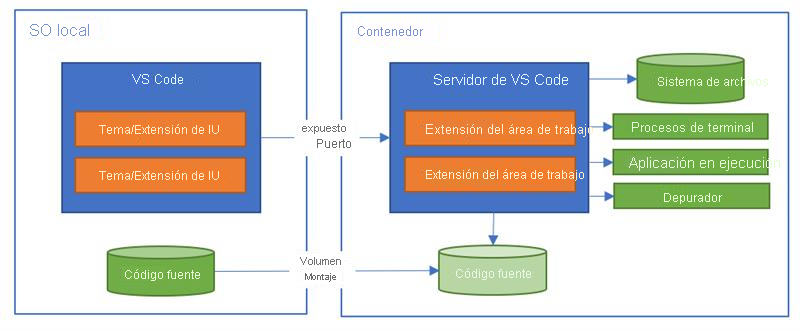 SO local
VS Code
Tema/Extensión de IU
Tema/Extensión de IU
Código fuente
expuesto
Puerto
Volumen
Montaje
Contenedor
Servidor de VS Code
Extensión del área de trabajo
Extensión del área de trabajo
Código fuente
Sistema de archivos
Procesos de terminal
Aplicación en ejecución
Depurador